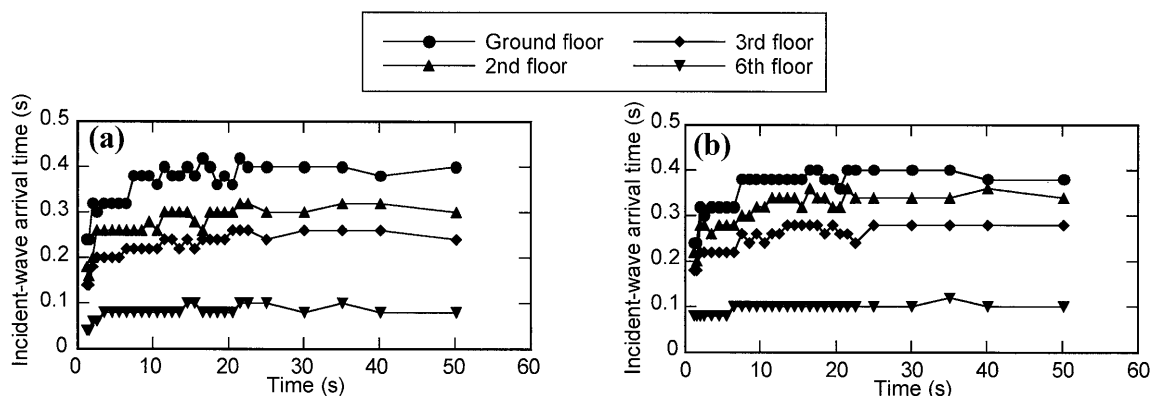 Ground floor 3rd floor
2nd floor 6th floor
(a)
Incident-wave arrival time (s)
0.5
0.4
0.3
0.2
0.1
0
0 10 20 30 40 50 60
Time (s)
(b)
Incident-wave arrival time (s)
0.5
0.4
0.3
0.2
0.1
0
0 10 20 30 40 50 60
Time (s)